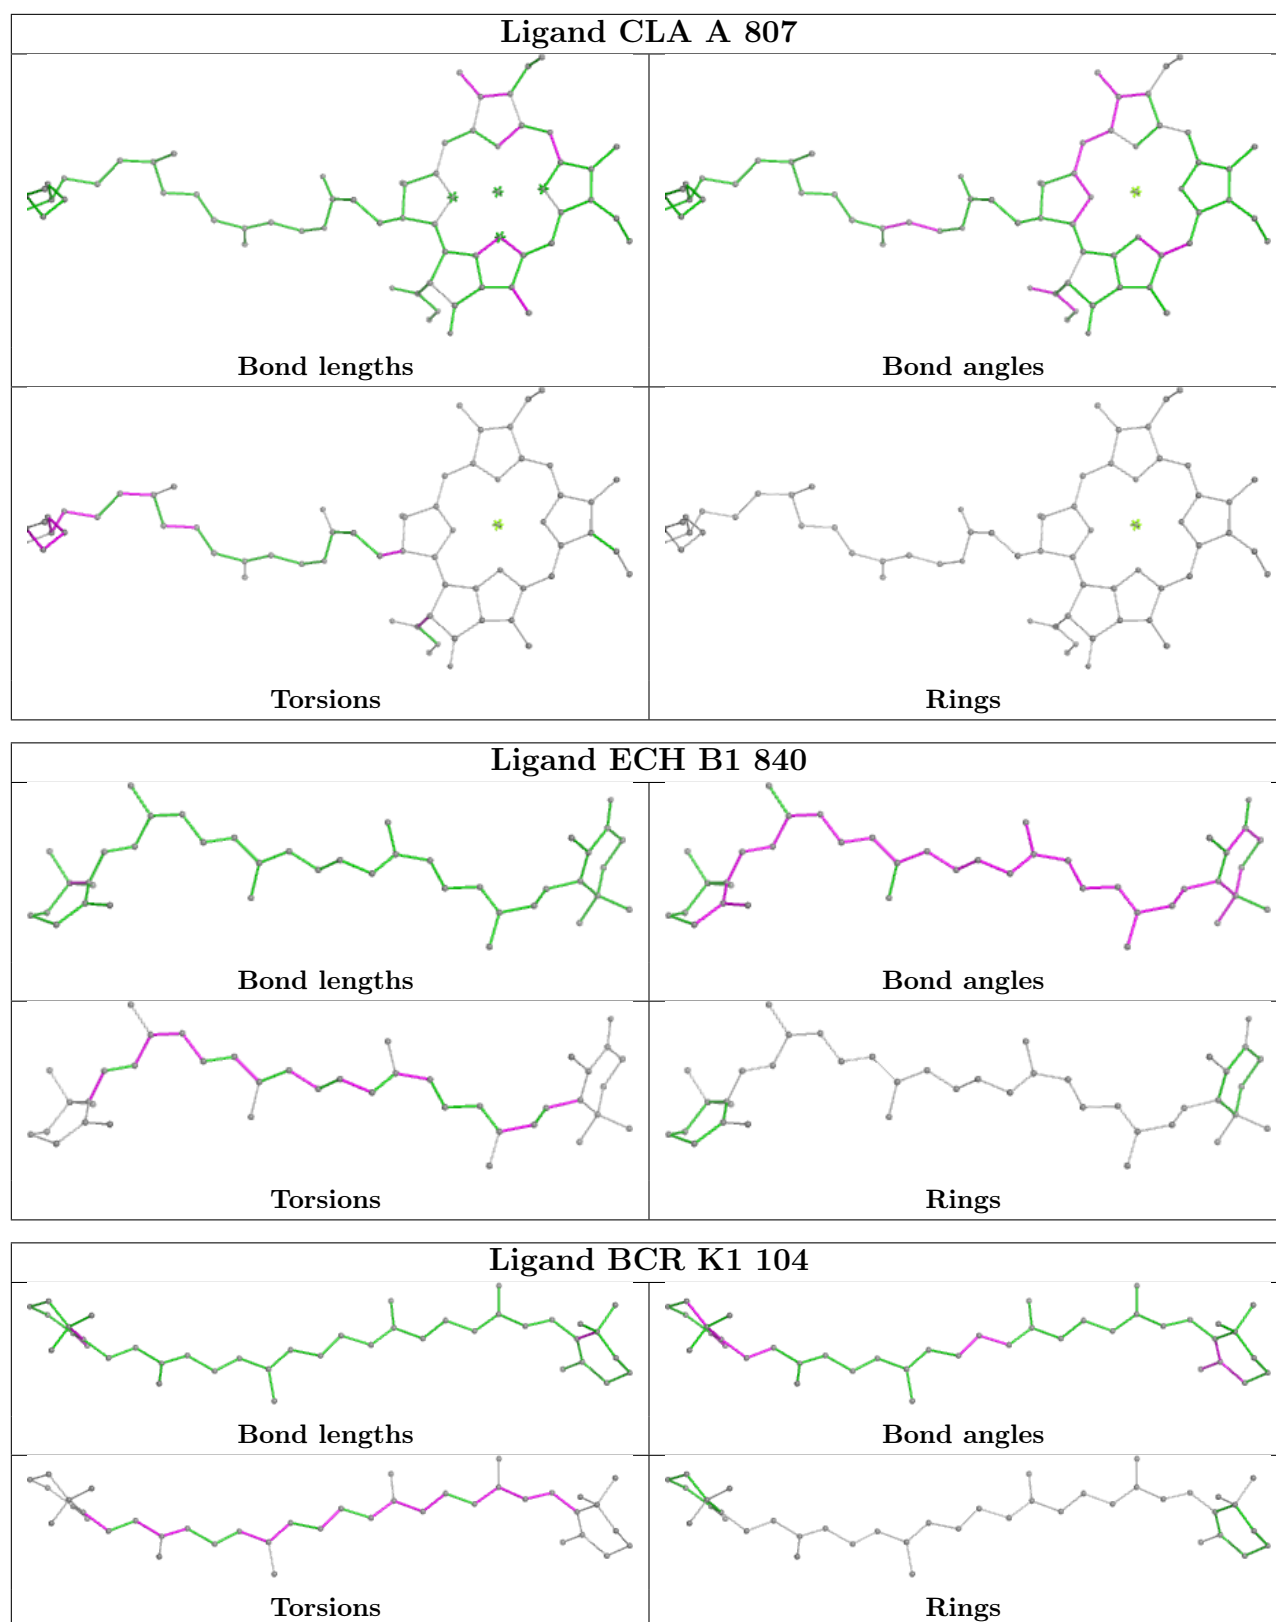 Ligand CLA A 807
Bond lengths
Bond angles
Torsions
Rings
Ligand ECH B1 840
Bond lengths
Bond angles
Torsions
Rings
Ligand BCR K1 104
Bond lengths
Bond angles
Torsions
Rings